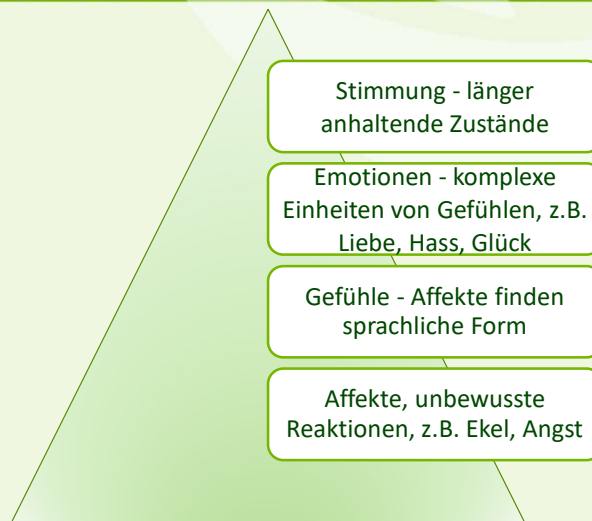 Stimmung - länger
anhaltende Zustände
Emotionen - komplexe
Einheiten von Gefühlen, z.B.
Liebe, Hass, Glück
Gefühle - Affekte finden
sprachliche Form
Affekte, unbewusste
Reaktionen, z.B. Ekel, Angst